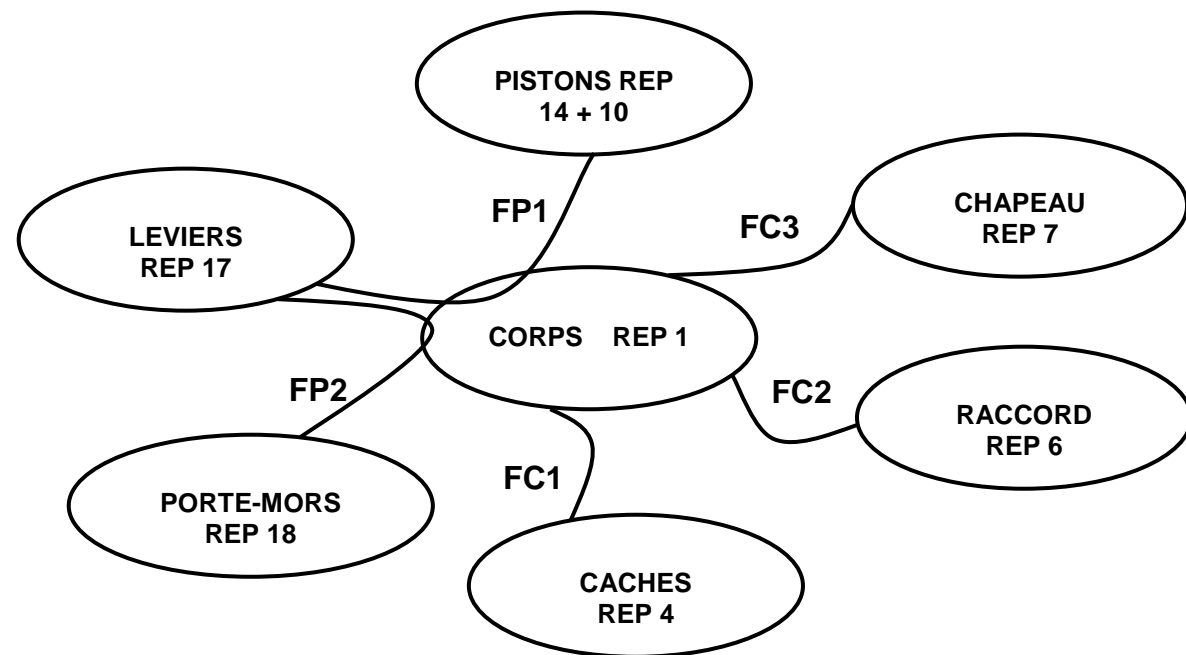 PISTONS REP
14 + 10
FP1
FC3
CHAPEAU
REP 7
LEVIERS
REP 17
CORPS REP 1
FP2
FC2
RACCORD
REP 6
FC1
PORTE-MORS
REP 18
CACHES
REP 4